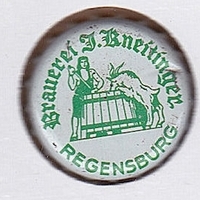 Brauerei J. Kneitinger
- REGENSBURG -